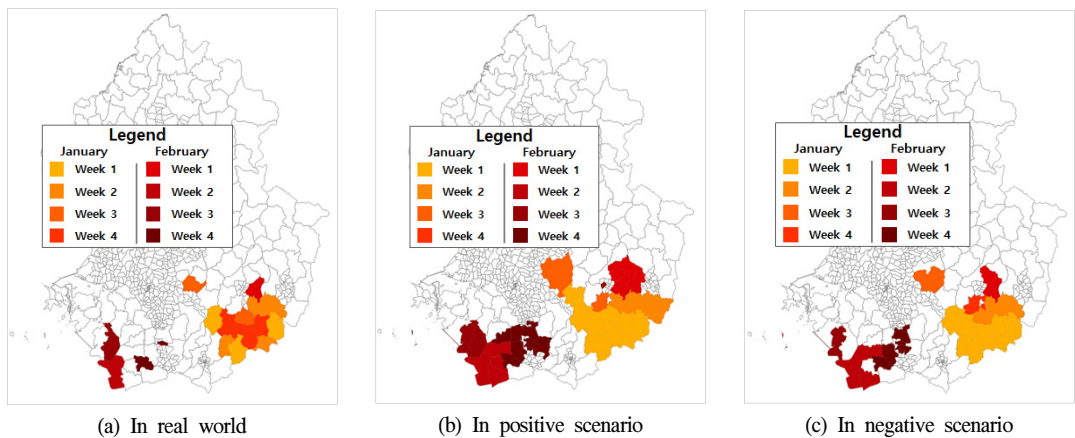 Legend
January February
Week 1 Week 1
Week 2 Week 2
Week 3 Week 3
Week 4 Week 4
(a) In real world
Legend
January February
Week 1 Week 1
Week 2 Week 2
Week 3 Week 3
Week 4 Week 4
(b) In positive scenario
Legend
January February
Week 1 Week 1
Week 2 Week 2
Week 3 Week 3
Week 4 Week 4
(c) In negative scenario